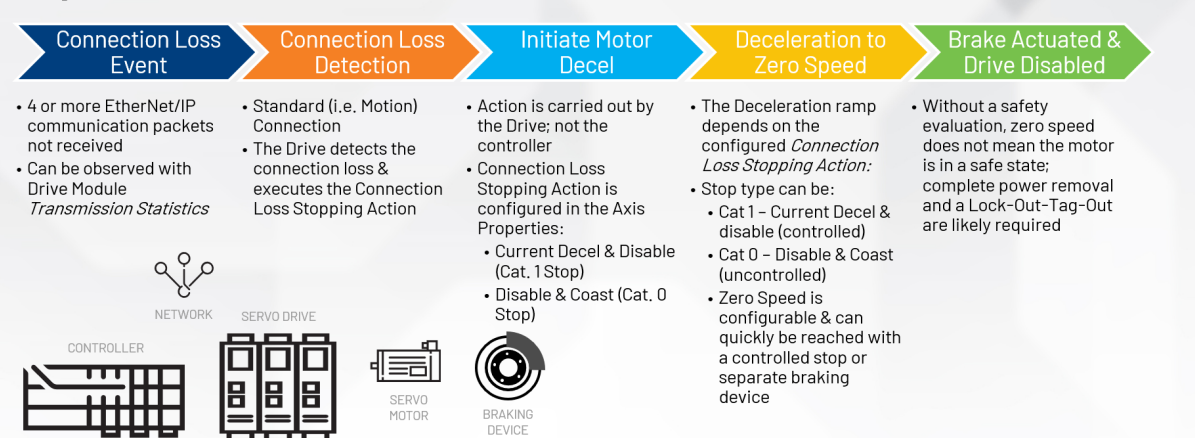 Connection Loss
Event
• 4 or more EtherNet/IP
communication packets
not received
• Can be observed with
Drive Module
Transmission Statistics
Connection Loss
Detection
• Standard (i.e. Motion)
Connection
• The Drive detects the
connection loss &
executes the Connection
Loss Stopping Action
Initiate Motor
Decel
• Action is carried out by
the Drive; not the
controller
• Connection Loss
Stopping Action is
configured in the Axis
Properties:
• Current Decel & Disable
(Cat. 1 Stop)
• Disable & Coast (Cat. 0
Stop)
Deceleration to
Zero Speed
• The Deceleration ramp
depends on the
configured Connection
Loss Stopping Action:
• Stop type can be:
• Cat 1 – Current Decel &
disable (controlled)
• Cat 0 – Disable & Coast
(uncontrolled)
• Zero Speed is
configurable & can
quickly be reached with
a controlled stop or
separate braking
device
Brake Actuated &
Drive Disabled
• Without a safety
evaluation, zero speed
does not mean the motor
is in a safe state;
complete power removal
and a Lock-Out-Tag-Out
are likely required
NETWORK
SERVO DRIVE
CONTROLLER
SERVO
MOTOR
BRAKING
DEVICE